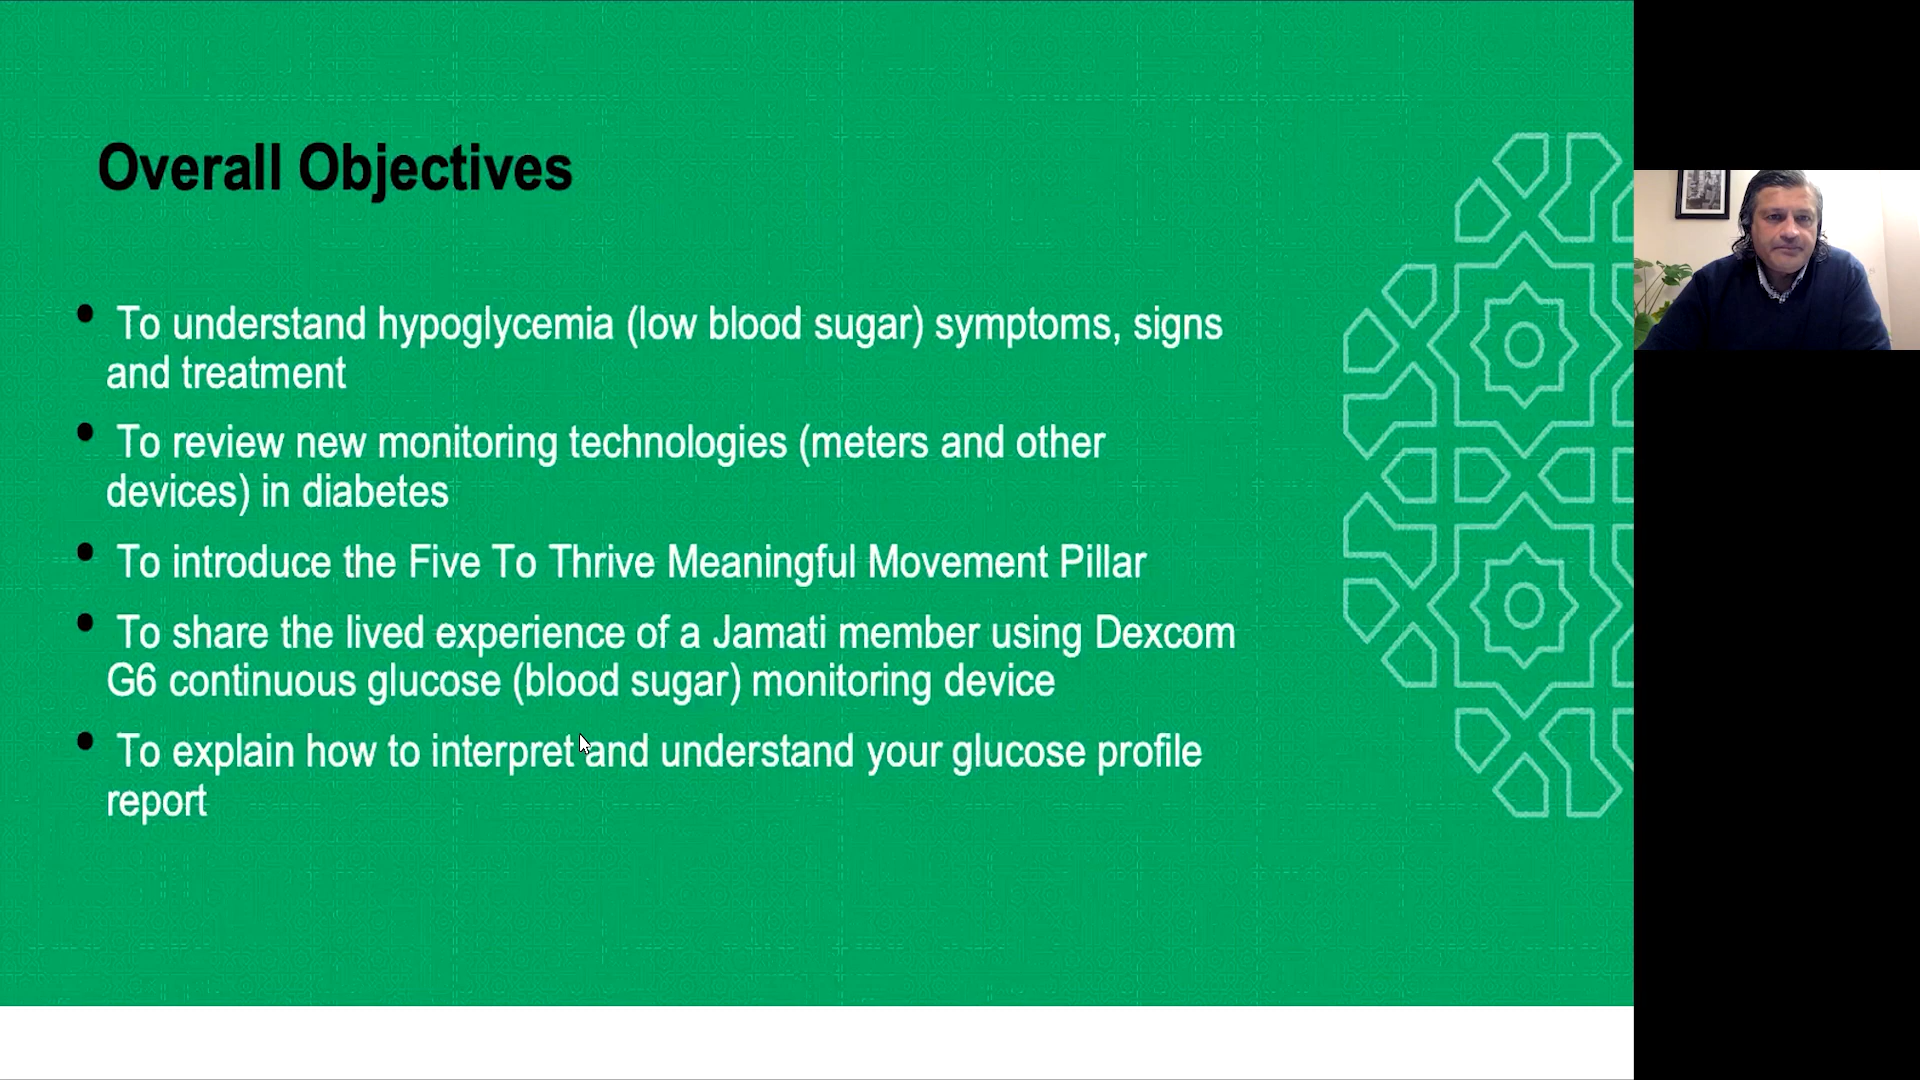 Overall Objectives
• To understand hypoglycemia (low blood sugar) symptoms, signs
and treatment
• To review new monitoring technologies (meters and other
devices) in diabetes
• To introduce the Five To Thrive Meaningful Movement Pillar
• To share the lived experience of a Jamati member using Dexcom
G6 continuous glucose (blood sugar) monitoring device
• To explain how to interpret and understand your glucose profile
report